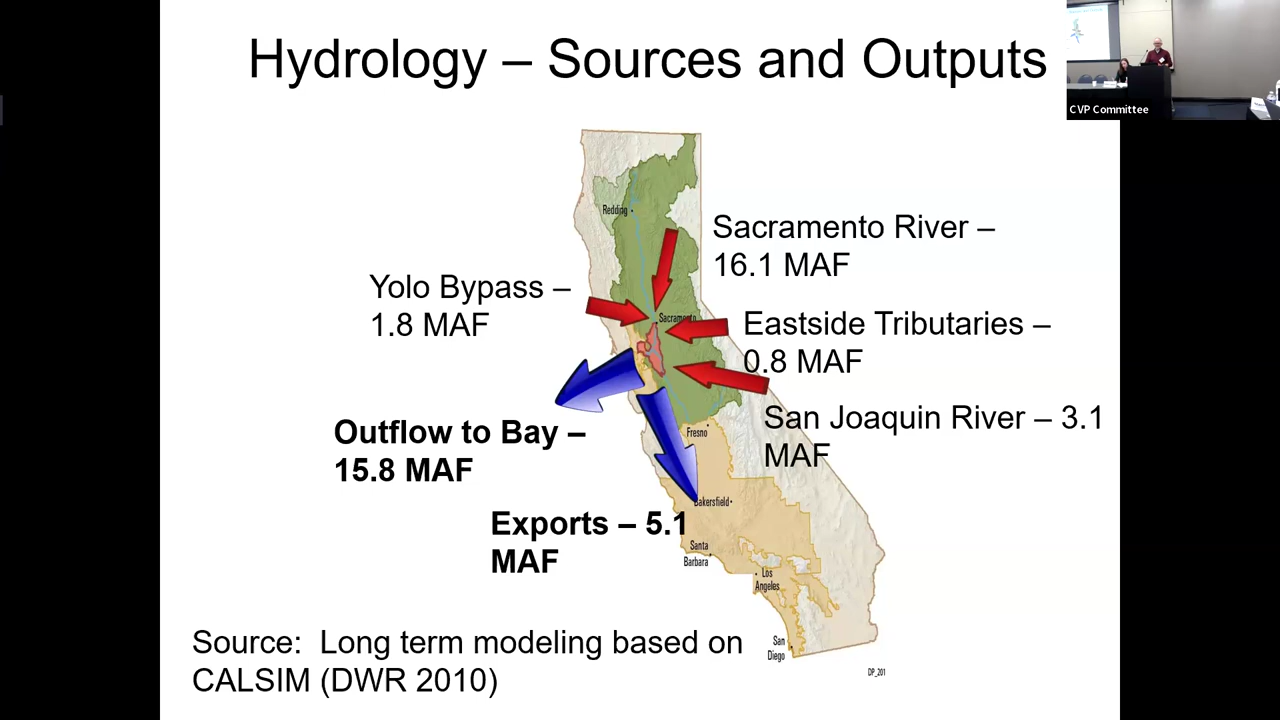 Hydrology – Sources and Outputs
CVP Committee
Redding
Sacramento River –
16.1 MAF
Yolo Bypass –
1.8 MAF
Sacramento
Eastside Tributaries –
0.8 MAF
San Joaquin River – 3.1
MAF
Outflow to Bay –
15.8 MAF
Fresno
Bakersfield
Exports – 5.1
MAF
Santa
Barbara
Los
Angeles
San
Diego
Source: Long term modeling based on
CALSIM (DWR 2010)
DP_201